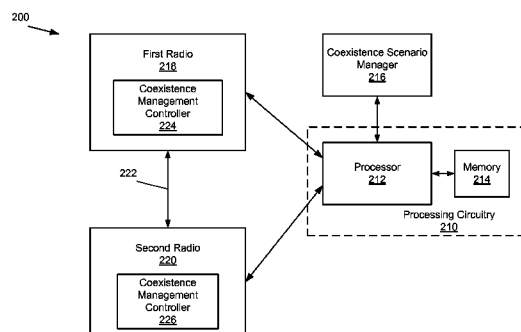 200
First Radio
218
Coexistence
Management
Controller
224
Coexistence Scenario
Manager
216
222
Processor
212
Memory
214
Processing Circuitry
210
Second Radio
220
Coexistence
Management
Controller
226